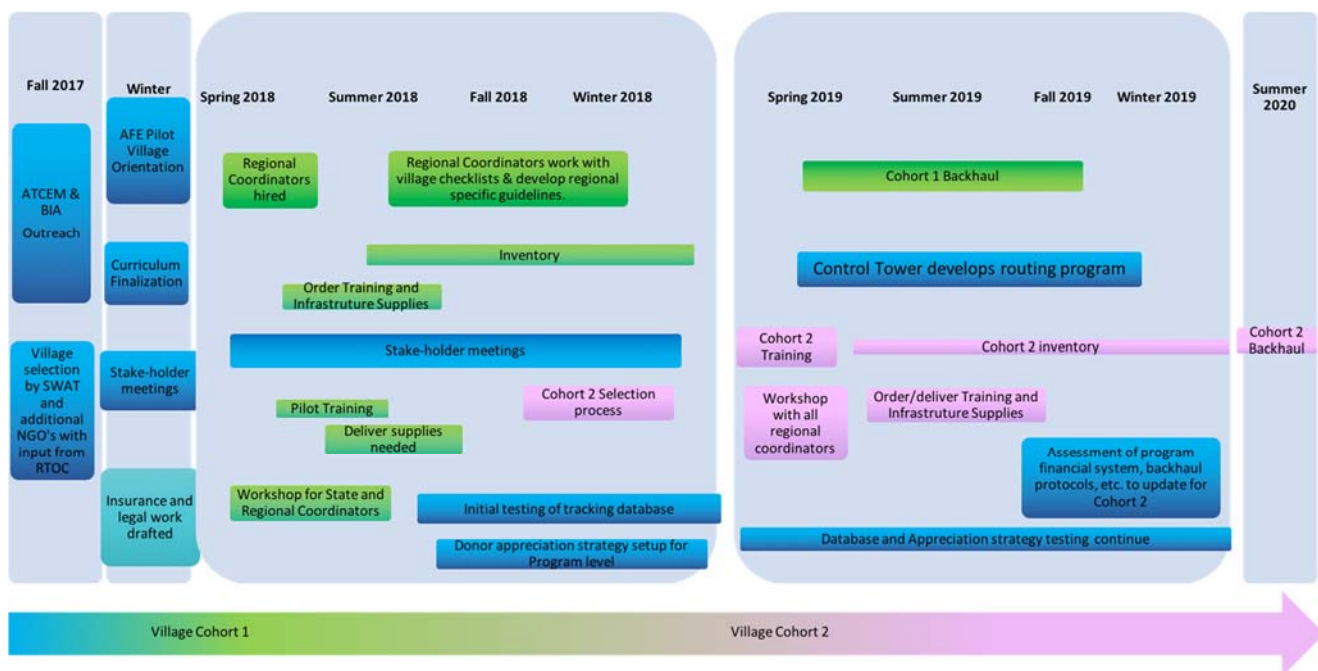 Fall 2017
Winter
Spring 2018
Summer 2018
Fall 2018
Winter 2018
Spring 2019
Summer 2019
Fall 2019
Winter 2019
Summer
2020
ATCEM &
BIA
Outreach
Village
selection
by SWAT
and
additional
NGO's with
input from
RTOC
AFE Pilot
Village
Orientation
Curriculum
Finalization
Stake-holder
meetings
Insurance and
legal work
drafted
Regional
Coordinators
hired
Regional Coordinators work with
village checklists & develop regional
specific guidelines.
Inventory
Order Training and
Infrastruture Supplies
Stake-holder meetings
Pilot Training
Cohort 2 Selection
process
Deliver supplies
needed
Workshop for State and
Regional Coordinators
Initial testing of tracking database
Donor appreciation strategy setup for
Program level
Cohort 1 Backhaul
Control Tower develops routing program
Cohort 2
Training
Cohort 2 inventory
Cohort 2
Backhaul
Workshop
with all
regional
coordinators
Order/deliver Training and
Infrastruture Supplies
Assessment of program
financial system, backhaul
protocols, etc. to update for
Cohort 2
Database and Appreciation strategy testing continue
Village Cohort 1
Village Cohort 2